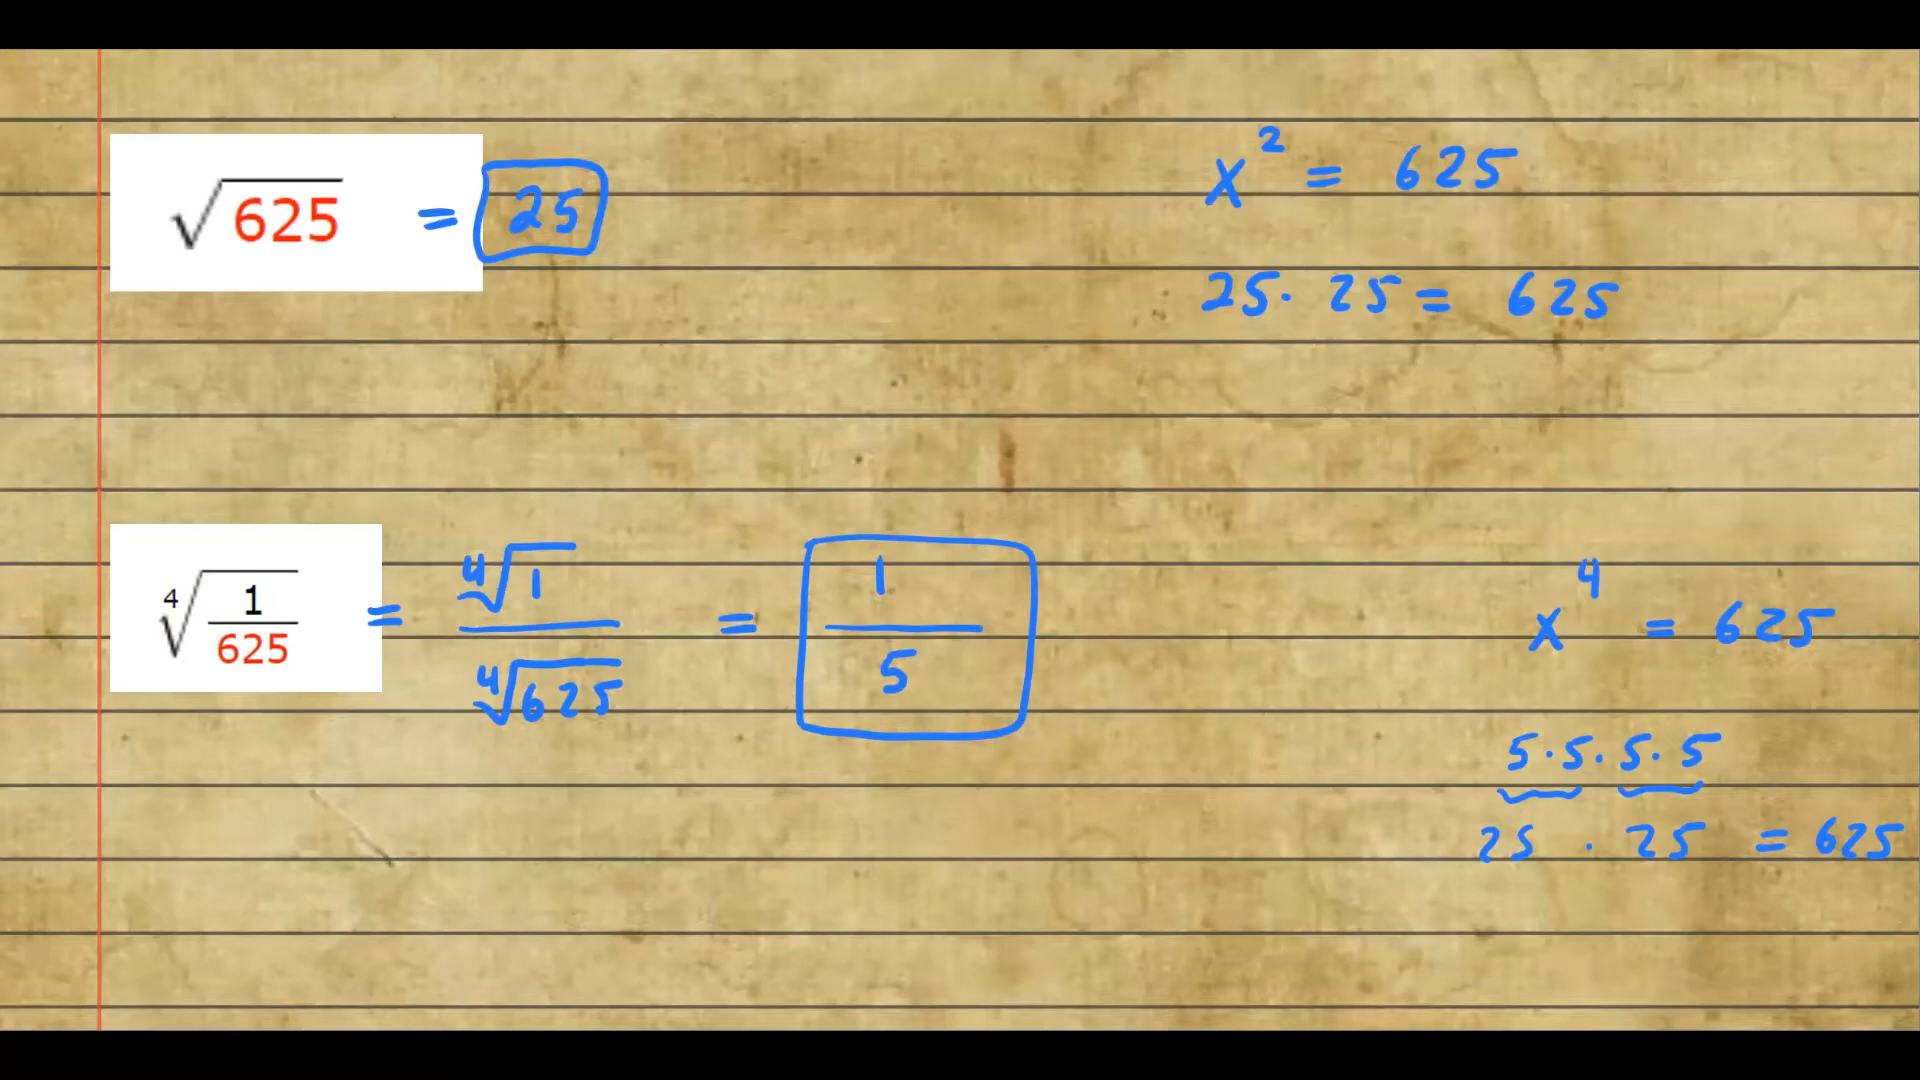 √625 = 25
x² = 625
25 · 25 = 625
⁴√(1/625) = ⁴√1 / ⁴√625 = 1/5
x⁴ = 625
5 · 5 · 5 · 5
25 · 25 = 625